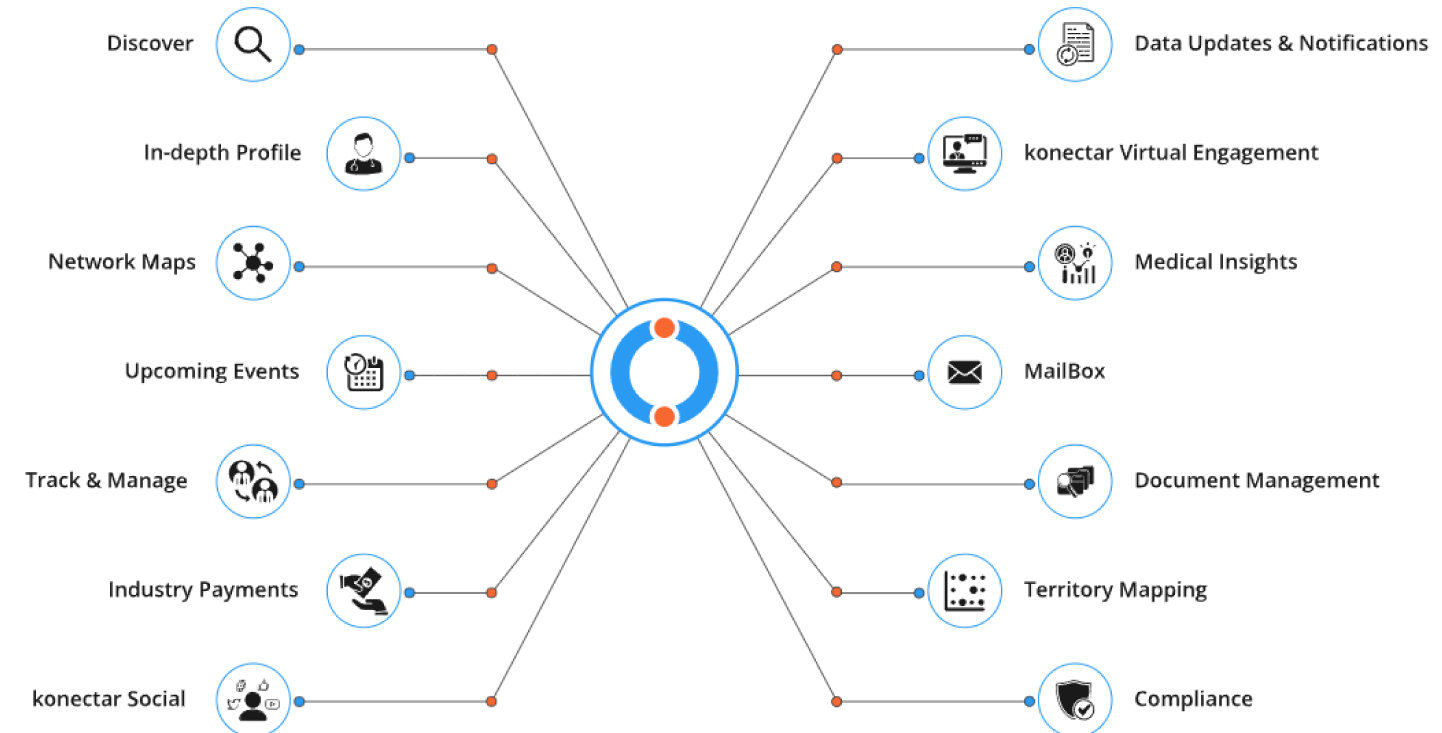 Discover
In-depth Profile
Network Maps
Upcoming Events
Track & Manage
Industry Payments
konectar Social
Data Updates & Notifications
konectar Virtual Engagement
Medical Insights
MailBox
Document Management
Territory Mapping
Compliance